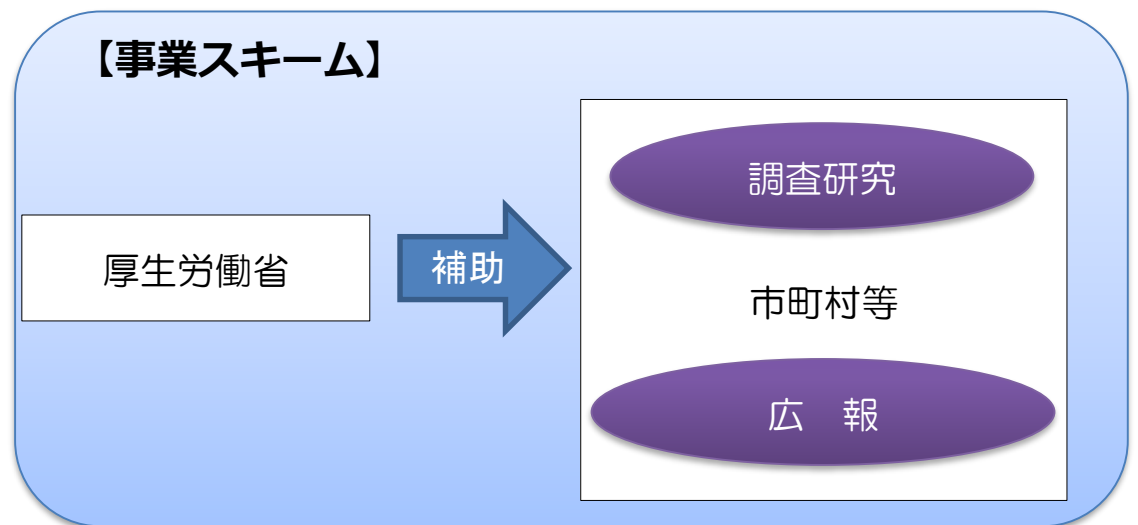 【事業スキーム】
厚生労働省
補助
調査研究
市町村等
広　報